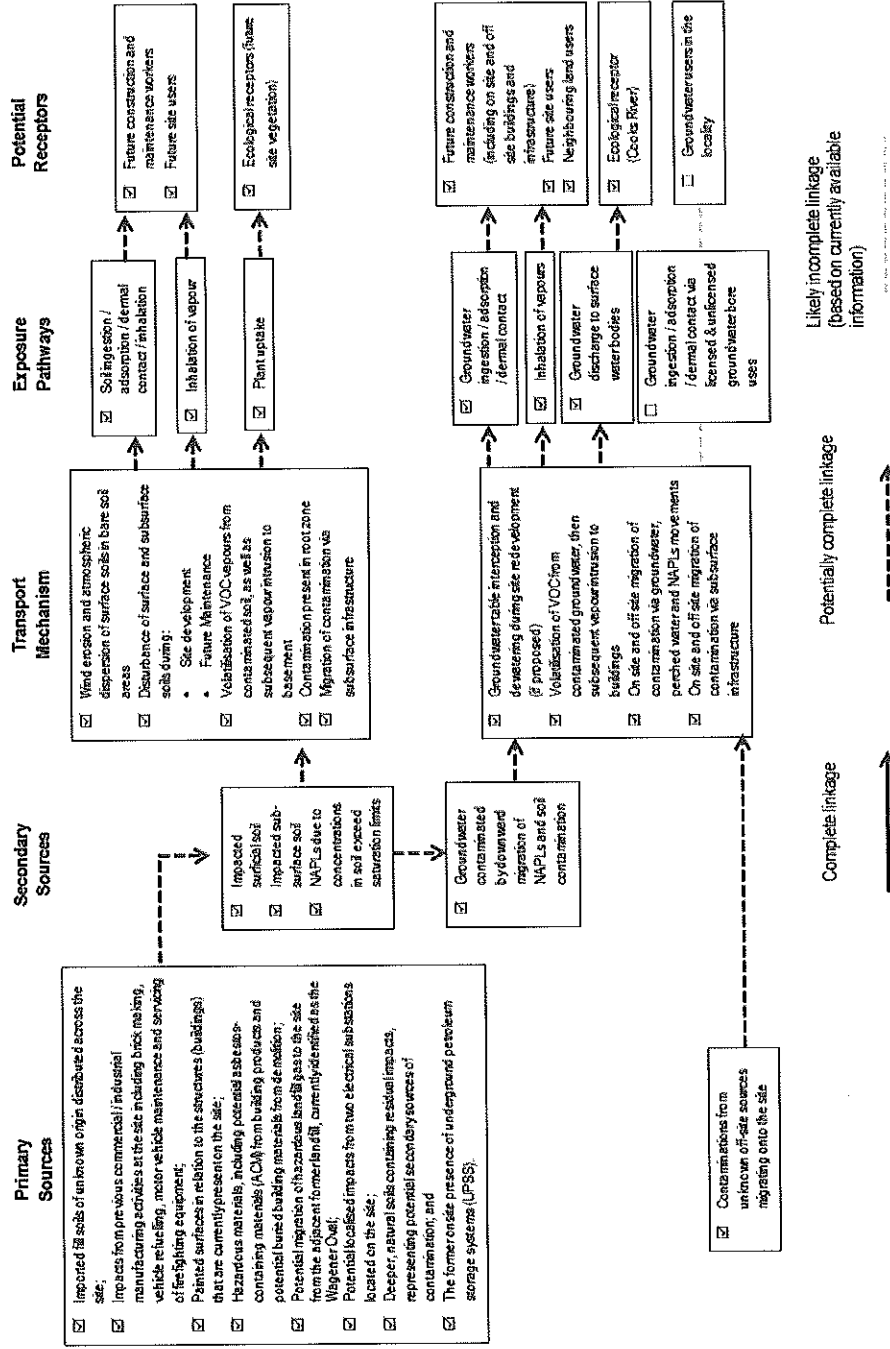 Primary
Sources
Secondary
Sources
Transport
Mechanism
Exposure
Pathways
Potential
Receptors
☑ Imported fill soils of unknown origin distributed across the
site;
☑ Impacts from previous commercial / industrial
manufacturing activities at the site including brick making,
vehicle refuelling, motor vehicle maintenance and servicing
of firefighting equipment;
☑ Painted surfaces in relation to the structures (buildings)
that are currently present on the site;
☑ Hazardous materials, including potential asbestos-
containing materials (ACM) from building products and
potential buried building materials from demolition;
☑ Potential migration of hazardous landfill gas to the site
from the adjacent former landfill, currently identified as the
Wagener Oval;
☑ Potential localised impacts from two electrical substations
located on the site;
☑ Deeper, natural soils containing residual impacts,
representing potential secondary sources of
contamination; and
☑ The former onsite presence of underground petroleum
storage systems (UPSS).
☑ Contaminations from
unknown off-site sources
migrating onto the site
☑ Impacted
surficial soil
☑ Impacted sub-
surface soil
☑ NAPLs due to
concentrations
in soil exceed
saturation limits
☑ Groundwater
contaminated
by downward
migration of
NAPLs and soil
contamination
☑ Wind erosion and atmospheric
dispersion of surface soils in bare soil
areas
☑ Disturbance of surface and subsurface
soils during:
• Site development
• Future Maintenance
☑ Volatilisation of VOC vapours from
contaminated soil, as well as
subsequent vapour intrusion to
basement
☑ Contamination present in root zone
☑ Migration of contamination via
subsurface infrastructure
☑ Groundwater table interception and
dewatering during site redevelopment
(if proposed)
☑ Volatilisation of VOC from
contaminated groundwater, then
subsequent vapour intrusion to
buildings
☑ On site and off site migration of
contamination via groundwater,
perched water and NAPLs movements
☑ On site and off site migration of
contamination via subsurface
infrastructure
☑ Soil ingestion /
adsorption / dermal
contact / inhalation
☑ Inhalation of vapour
☑ Plant uptake
☑ Groundwater
ingestion / adsorption
/ dermal contact
☑ Inhalation of vapours
☑ Groundwater
discharge to surface
water bodies
☐ Groundwater
ingestion / adsorption
/ dermal contact via
licensed & unlicensed
groundwater bore
uses
☑ Future construction and
maintenance workers
☑ Future site users
☑ Ecological receptors (future
site vegetation)
☑ Future construction and
maintenance workers
(including on site and off
site buildings and
infrastructure)
☑ Future site users
☑ Neighbouring land users
☑ Ecological receptor
(Cooks River)
☐ Groundwater users in the
locality
Complete linkage
Potentially complete linkage
Likely incomplete linkage
(based on currently available
information)